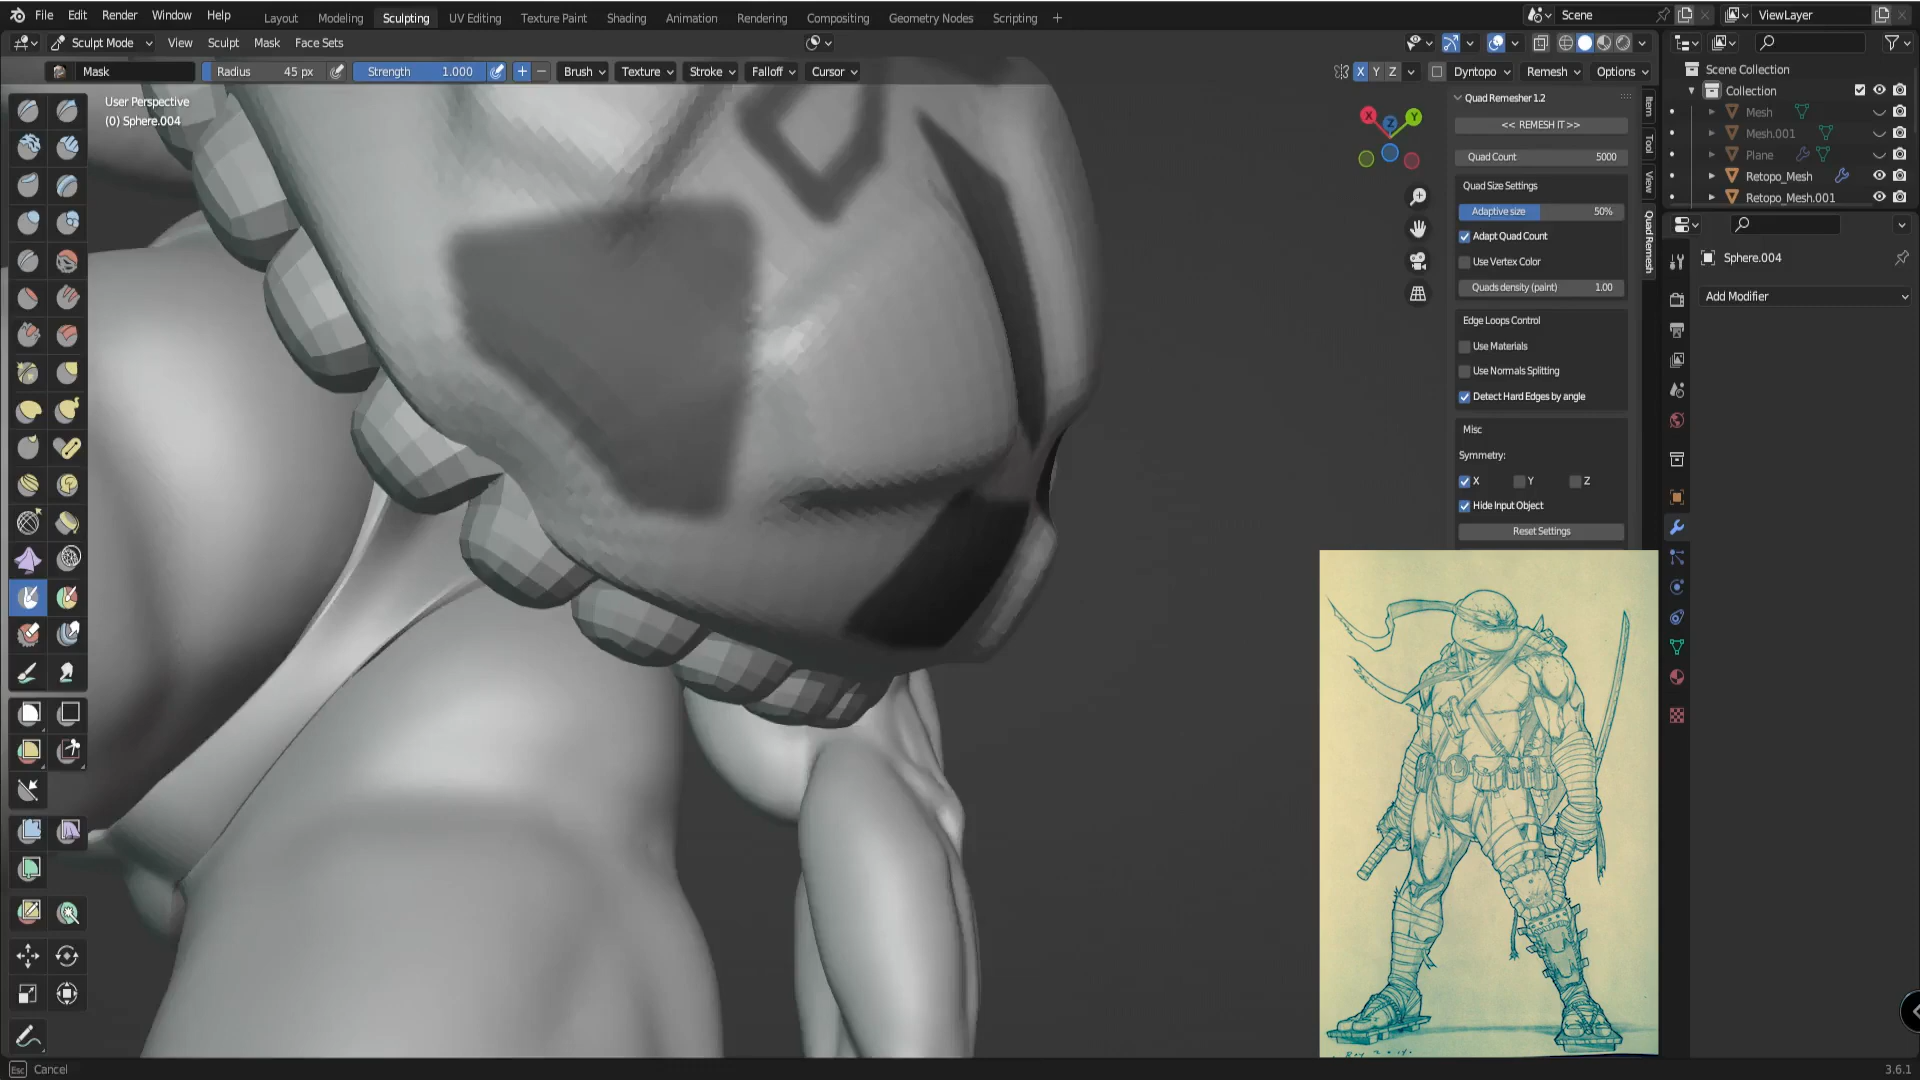 File Edit Render Window Help Layout Modeling Sculpting UV Editing Texture Paint Shading Animation Rendering Compositing Geometry Nodes Scripting + Scene ViewLayer
Sculpt Mode View Sculpt Mask Face Sets
Mask Radius 45 px Strength 1.000 + − Brush Texture Stroke Falloff Cursor X Y Z Dyntopo Remesh Options
User Perspective
(0) Sphere.004
X Y Z
Quad Remesher 1.2
<< REMESH IT >>
Quad Count 5000
Quad Size Settings
Adaptive size 50%
Adapt Quad Count
Use Vertex Color
Quads density (paint) 1.00
Edge Loops Control
Use Materials
Use Normals Splitting
Detect Hard Edges by angle
Misc
Symmetry:
X Y Z
Hide Input Object
Reset Settings
Item
Tool
View
Quad Remesh
Scene Collection
Collection
Mesh
Mesh.001
Plane
Retopo_Mesh
Retopo_Mesh.001
Sphere.004
Add Modifier
Esc Cancel
3.6.1